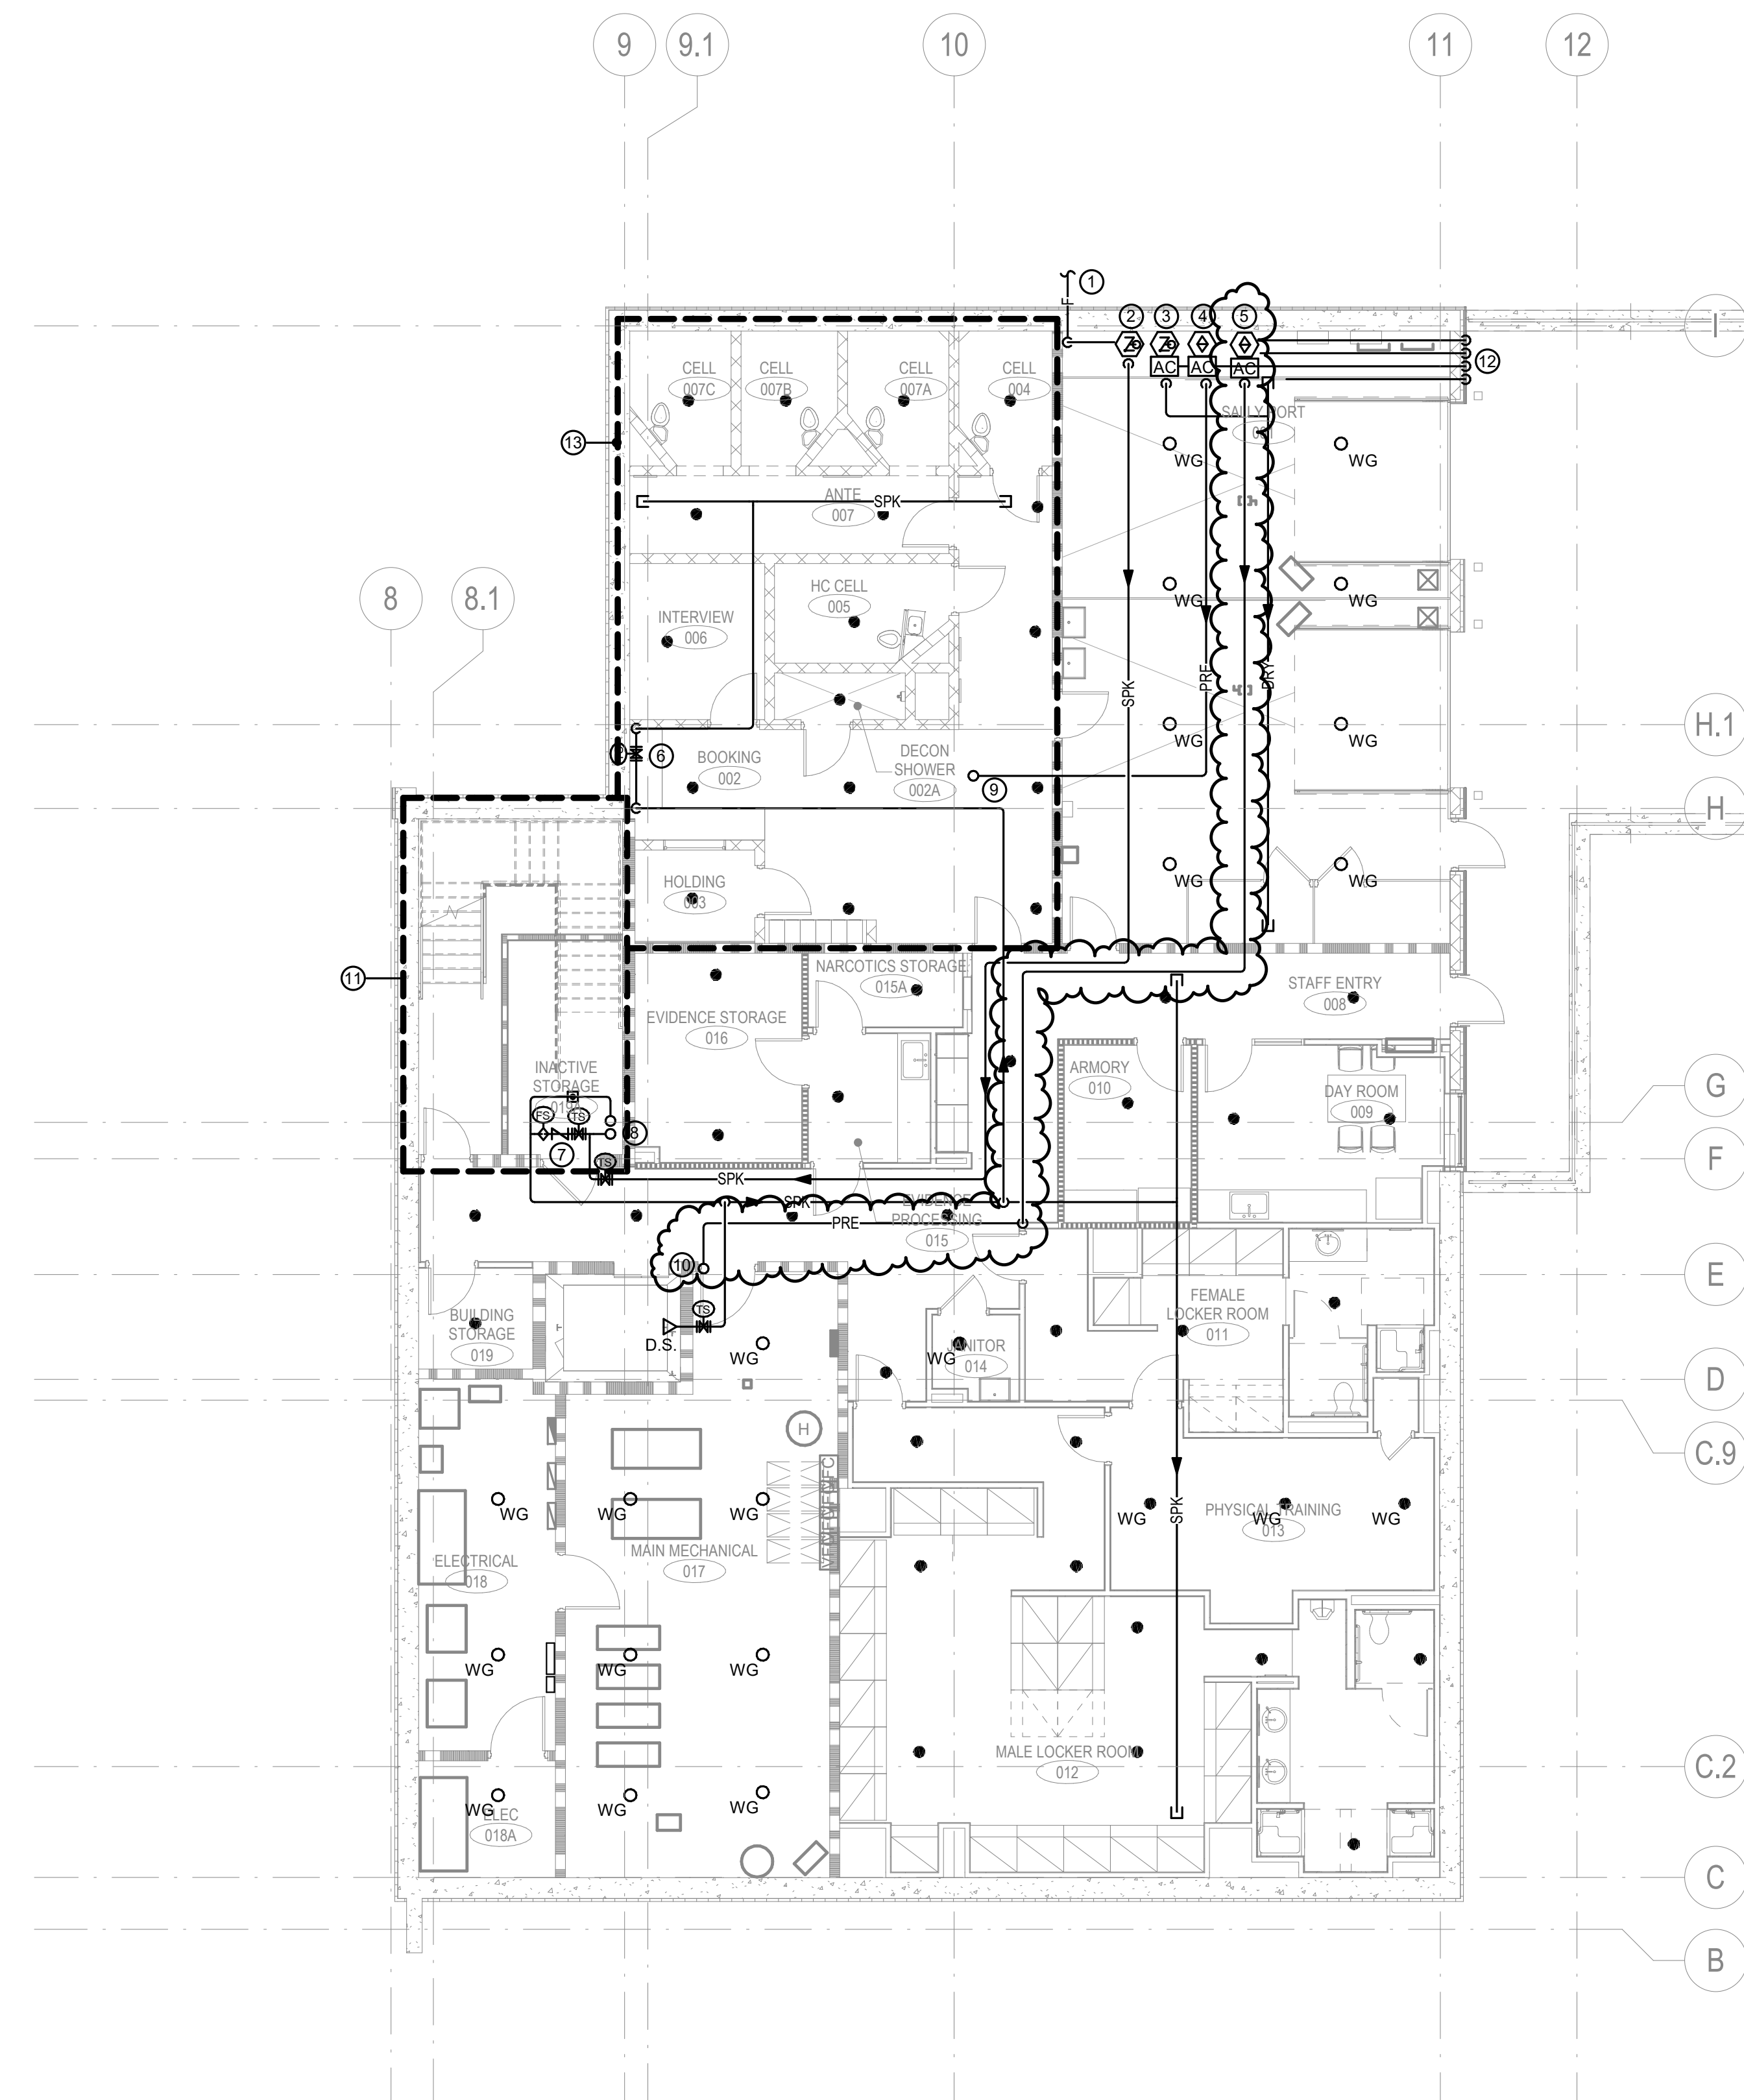 9
9.1
10
11
12
1
F
2
3
4
5
I
AC
AC
AC
12
CELL
007C
CELL
007B
CELL
007A
CELL
004
SALLY PORT
13
WG
WG
ANTE
007
SPK
8
8.1
HC CELL
005
INTERVIEW
006
WG
WG
SPK
PRE
DRY
H.1
WG
WG
6
BOOKING
002
DECON
SHOWER
002A
9
H
HOLDING
003
WG
WG
11
NARCOTICS STORAGE
015A
STAFF ENTRY
008
EVIDENCE STORAGE
016
INACTIVE
STORAGE
019A
ARMORY
010
DAY ROOM
009
G
FS
TS
8
7
TS
F
SPK
SPK
PRE
EVIDENCE
PROCESSING
015
10
E
TS
D.S.
BUILDING
STORAGE
019
WG
WG
JANITOR
014
FEMALE
LOCKER ROOM
011
D
H
C.9
WG
WG
WG
WG
SPK
PHYSICAL TRAINING
013
WG
WG
ELECTRICAL
018
MAIN MECHANICAL
017
WG
WG
WG
MALE LOCKER ROOM
012
C.2
WG
WG
WG
ELEC
018A
C
B